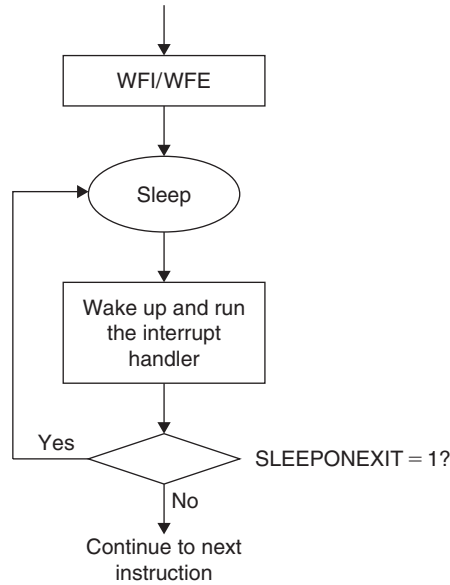 WFI/WFE
Sleep
Wake up and run
the interrupt
handler
Yes
SLEEPONEXIT = 1?
No
Continue to next
instruction